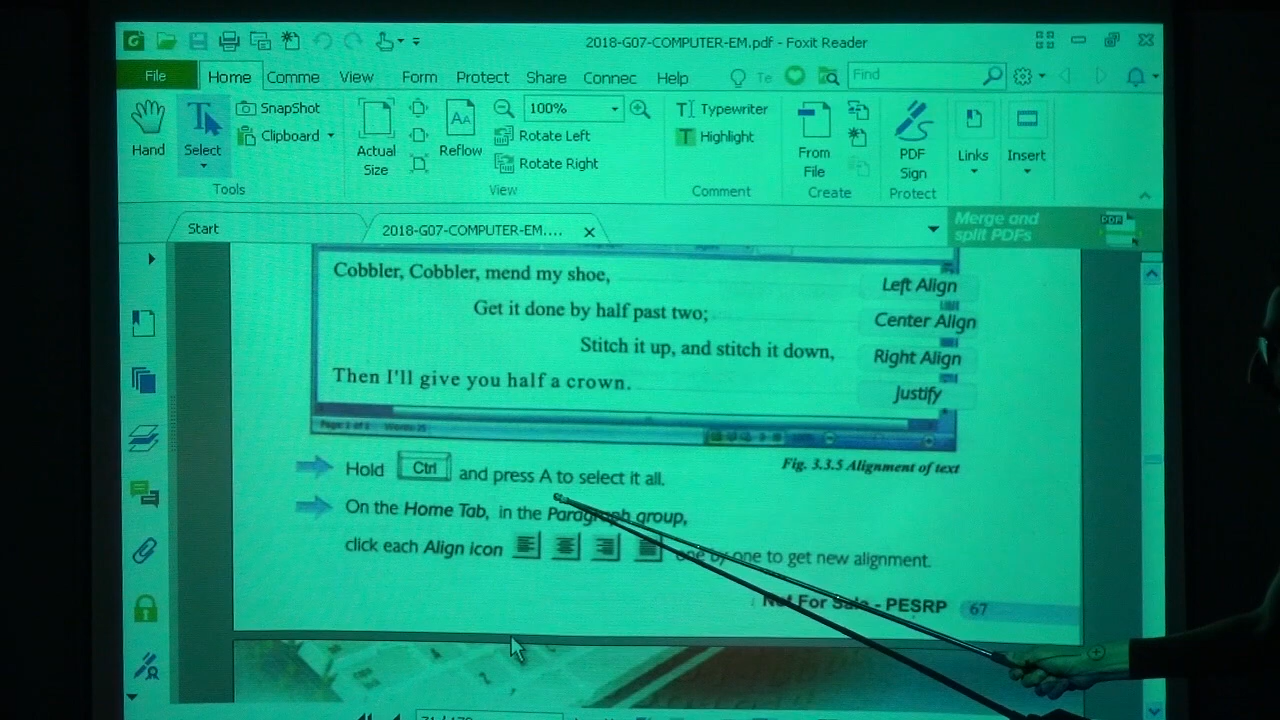 2018-G07-COMPUTER-EM.pdf - Foxit Reader
File Home Comme View Form Protect Share Connec Help Te Find
SnapShot
Clipboard
Hand Select
Tools
Actual Size
Reflow
100%
Rotate Left
Rotate Right
View
Typewriter
Highlight
Comment
From File
Create
PDF Sign
Protect
Links
Insert
Start
2018-G07-COMPUTER-EM....
Merge and
split PDFs
Cobbler, Cobbler, mend my shoe,
Left Align
Get it done by half past two;
Center Align
Stitch it up, and stitch it down,
Right Align
Then I'll give you half a crown.
Justify
Fig. 3.3.5 Alignment of text
Hold Ctrl and press A to select it all.
On the Home Tab, in the Paragraph group,
click each Align icon one by one to get new alignment.
Not For Sale - PESRP 67